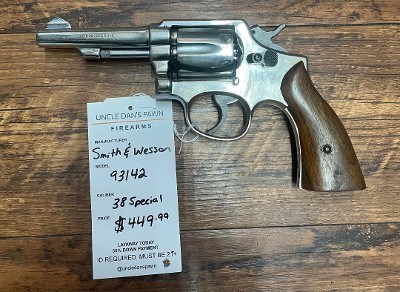 UNCLE DAN'S PAWN
FIREARMS
MANUFACTURER
Smith & Wesson
MODEL
93142
CALIBER
38 Special
PRICE
$449.99
LAYAWAY TODAY
30% DOWN PAYMENT
ID REQUIRED. MUST BE 21+
@uncledanspawn